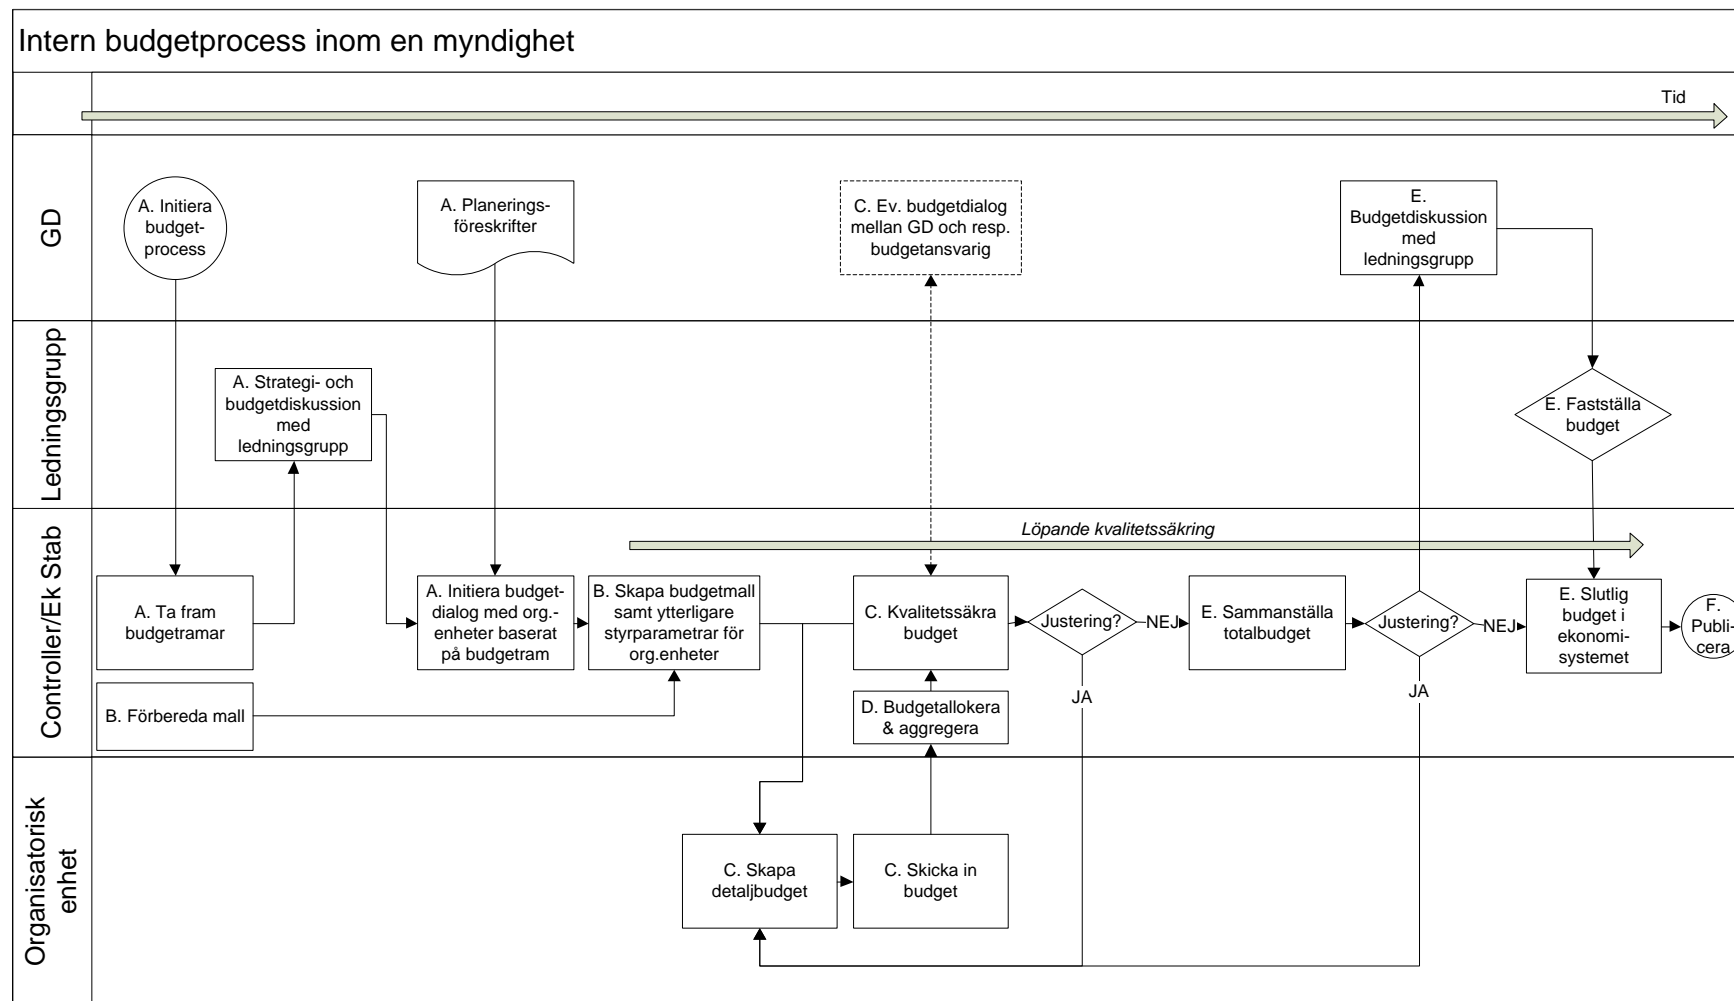 Intern budgetprocess inom en myndighet
Tid
GD
A. Initiera
budget-
process
A. Planerings-
föreskrifter
C. Ev. budgetdialog
mellan GD och resp.
budgetansvarig
E.
Budgetdiskussion
med
ledningsgrupp
Ledningsgrupp
A. Strategi- och
budgetdiskussion
med
ledningsgrupp
E. Fastställa
budget
Controller/Ek Stab
Löpande kvalitetssäkring
A. Ta fram
budgetramar
A. Initiera budget-
dialog med org.-
enheter baserat
på budgetram
B. Skapa budgetmall
samt ytterligare
styrparametrar för
org.enheter
C. Kvalitetssäkra
budget
Justering?
NEJ
E. Sammanställa
totalbudget
Justering?
NEJ
E. Slutlig
budget i
ekonomi-
systemet
F.
Publi-
cera
B. Förbereda mall
D. Budgetallokera
& aggregera
JA
JA
Organisatorisk
enhet
C. Skapa
detaljbudget
C. Skicka in
budget